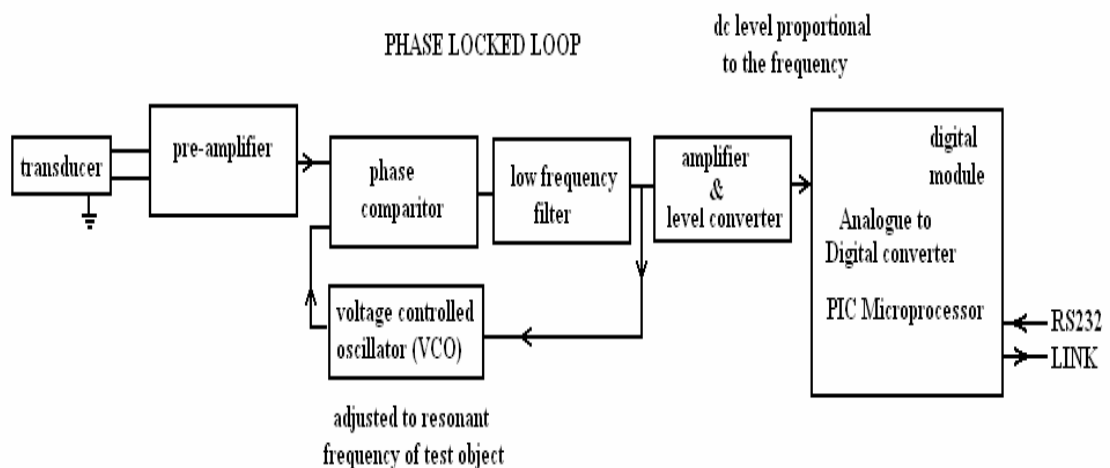 PHASE LOCKED LOOP
dc level proportional
to the frequency
transducer
pre-amplifier
phase
comparitor
low frequency
filter
amplifier
&
level converter
digital
module
Analogue to
Digital converter
PIC Microprocessor
RS232
LINK
voltage controlled
oscillator (VCO)
adjusted to resonant
frequency of test object